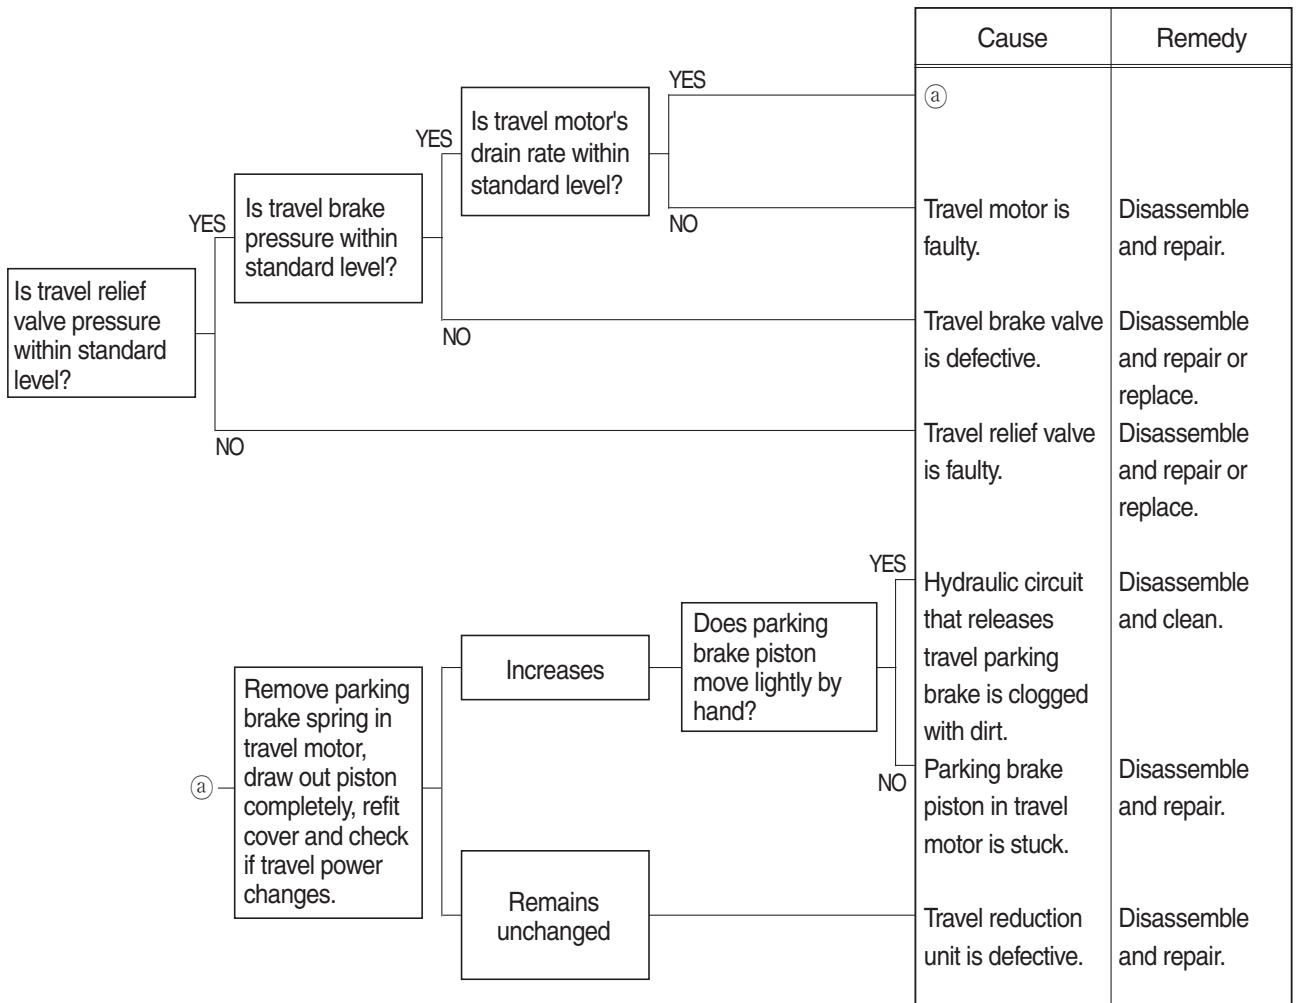 Cause
Remedy
YES
ⓐ
Is travel motor's
drain rate within
standard level?
YES
NO
Travel motor is
faulty.
Disassemble
and repair.
Is travel brake
pressure within
standard level?
YES
NO
Travel brake valve
is defective.
Disassemble
and repair or
replace.
Is travel relief
valve pressure
within standard
level?
NO
Travel relief valve
is faulty.
Disassemble
and repair or
replace.
YES
Hydraulic circuit
that releases
travel parking
brake is clogged
with dirt.
Disassemble
and clean.
Does parking
brake piston
move lightly by
hand?
Increases
NO
Parking brake
piston in travel
motor is stuck.
Disassemble
and repair.
ⓐ
Remove parking
brake spring in
travel motor,
draw out piston
completely, refit
cover and check
if travel power
changes.
Remains
unchanged
Travel reduction
unit is defective.
Disassemble
and repair.